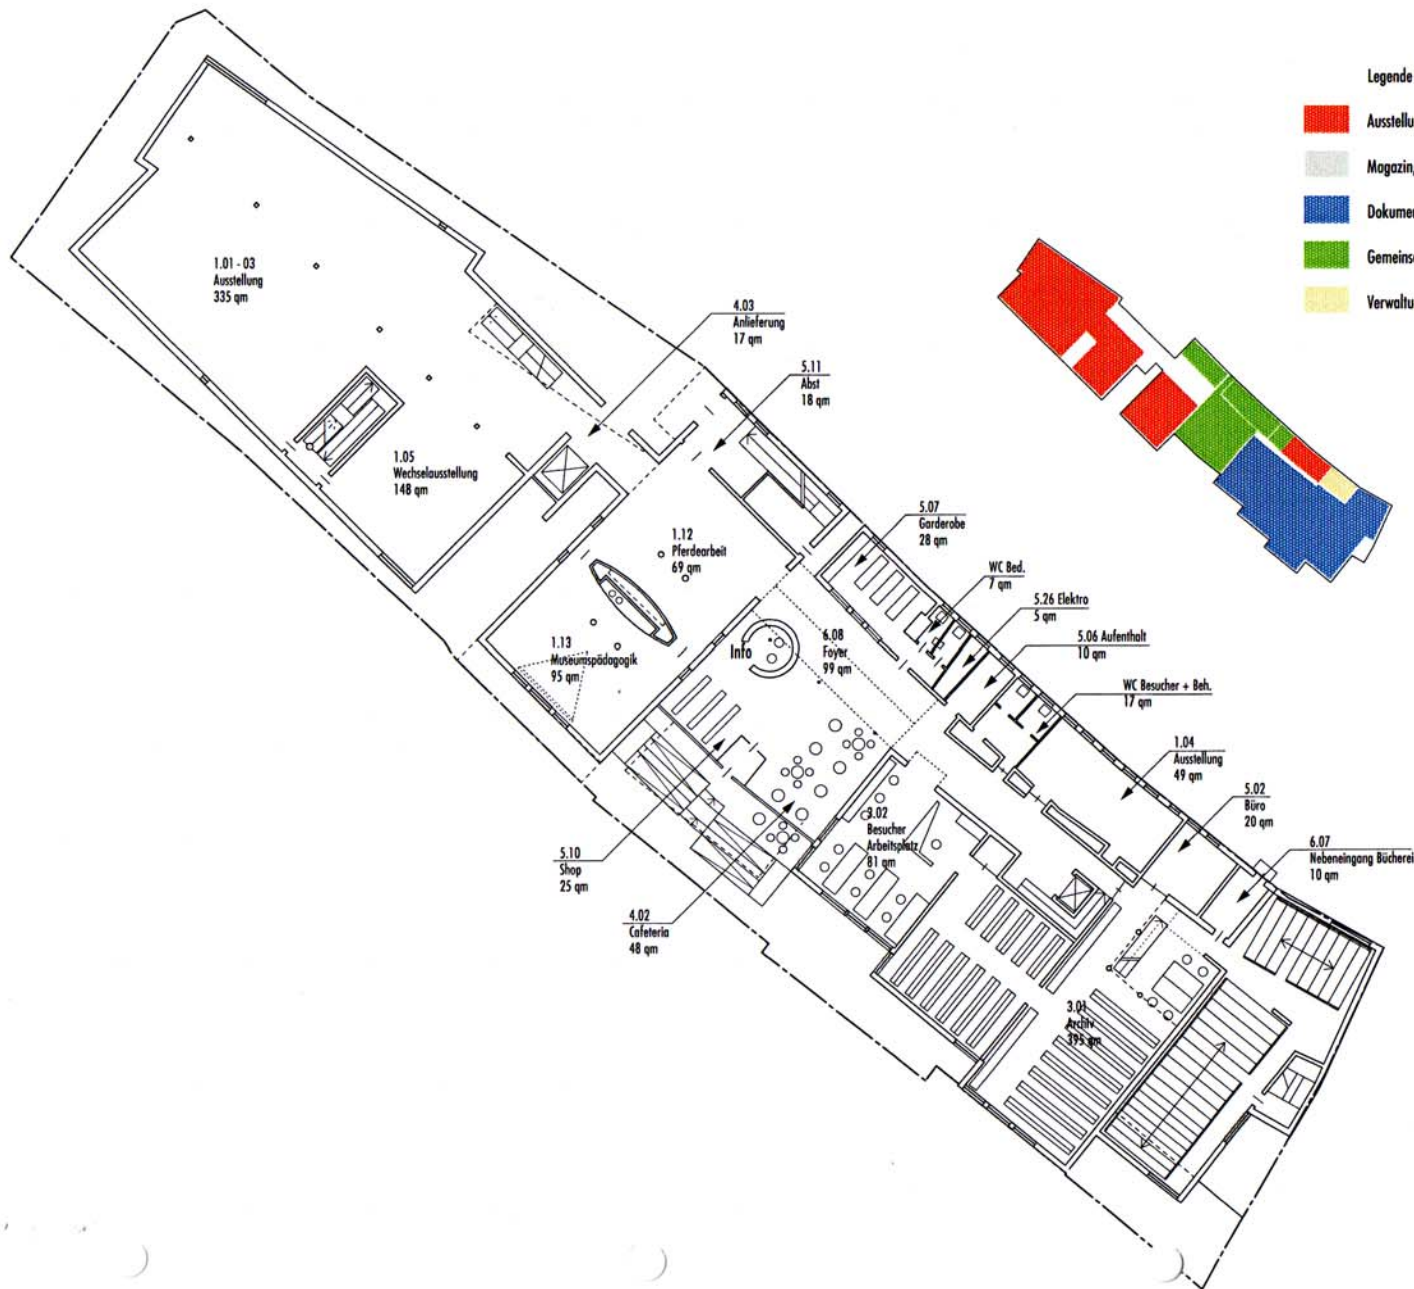 Legende
Ausstellu
Magazin,
Dokumen
Gemeinsc
Verwaltu
1.01 - 03
Ausstellung
335 qm
4.03
Anlieferung
17 qm
5.11
Abst
18 qm
1.05
Wechselausstellung
148 qm
5.07
Garderobe
28 qm
1.12
Pferdearbeit
69 qm
WC Bed.
7 qm
5.26 Elektro
5 qm
5.06 Aufenthalt
10 qm
1.13
Museumspädagogik
95 qm
Info
6.08
Foyer
99 qm
WC Besucher + Beh.
17 qm
1.04
Ausstellung
49 qm
5.02
Büro
20 qm
3.02
Besucher
Arbeitsplatz
81 qm
6.07
Nebeneingang Bücherei
10 qm
5.10
Shop
25 qm
4.02
Cafeteria
48 qm
3.01
Archiv
395 qm